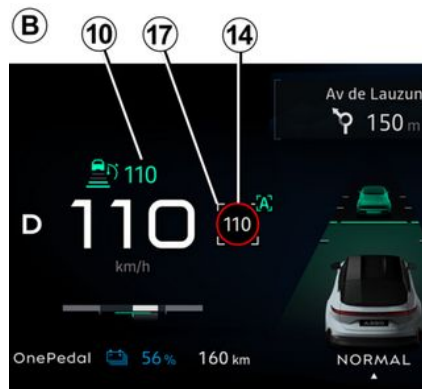 B
10
17
14
Av de Lauzun
150 m
110
A
D
110
110
km/h
OnePedal
56 %
160 km
NORMAL